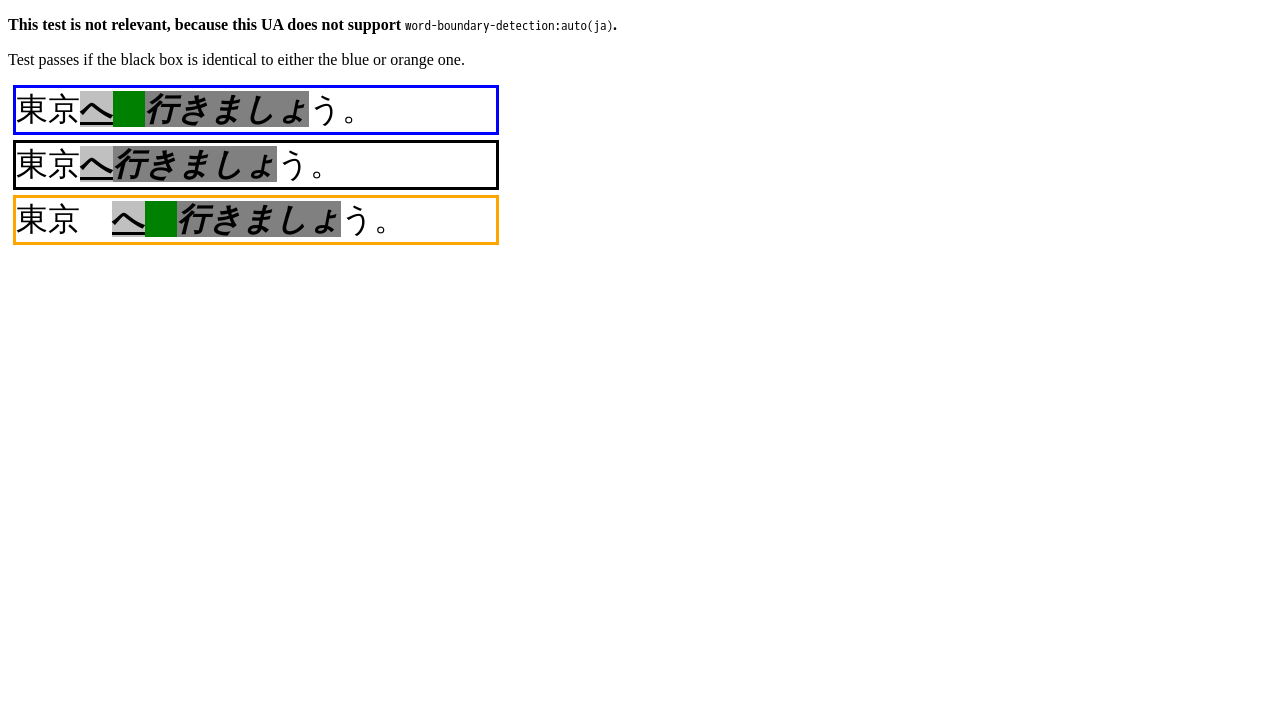 This test is not relevant, because this UA does not support word-boundary-detection:auto(ja).
Test passes if the black box is identical to either the blue or orange one.
東京へ　行きましょう。
東京へ行きましょう。
東京　へ　行きましょう。